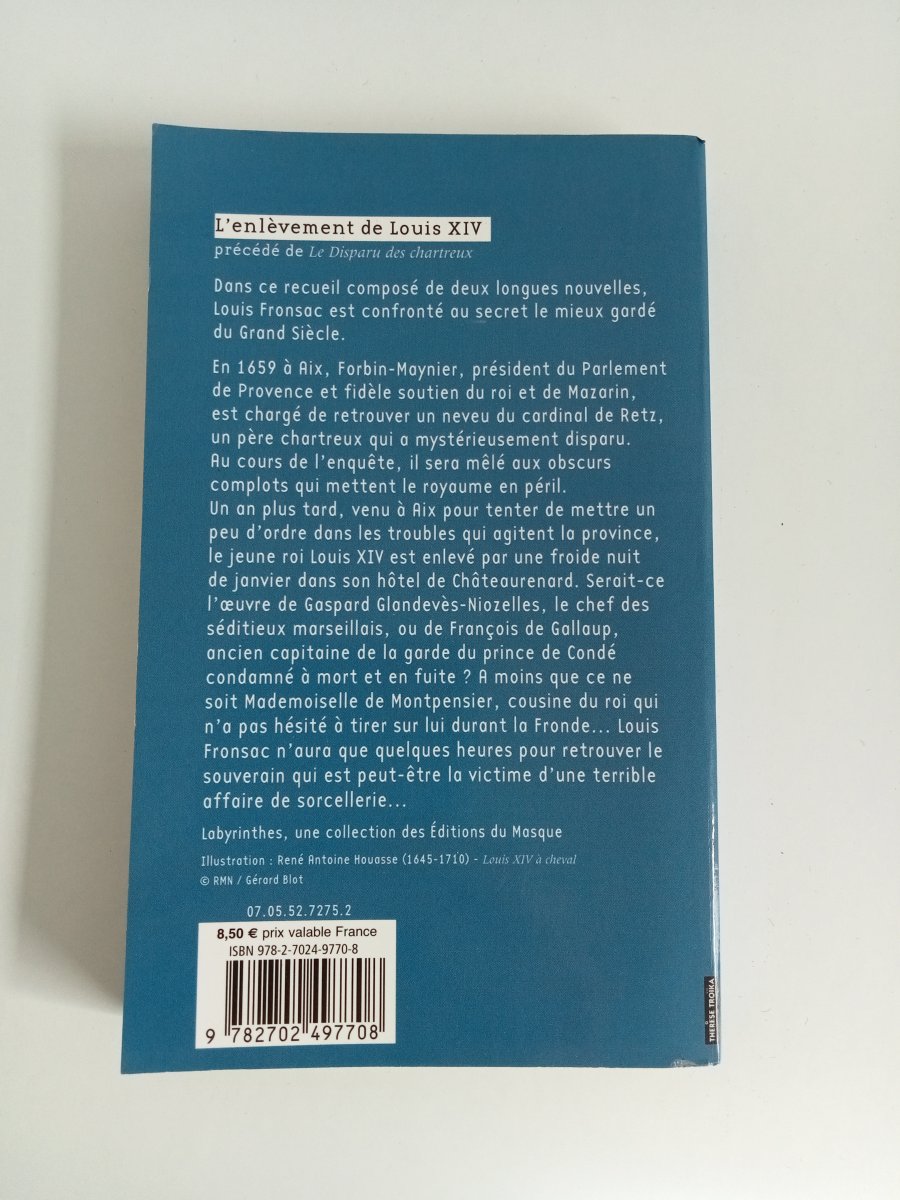 L'enlèvement de Louis XIV
précédé de Le Disparu des chartreux
Dans ce recueil composé de deux longues nouvelles,
Louis Fronsac est confronté au secret le mieux gardé
du Grand Siècle.
En 1659 à Aix, Forbin-Maynier, président du Parlement
de Provence et fidèle soutien du roi et de Mazarin,
est chargé de retrouver un neveu du cardinal de Retz,
un père chartreux qui a mystérieusement disparu.
Au cours de l'enquête, il sera mêlé aux obscurs
complots qui mettent le royaume en péril.
Un an plus tard, venu à Aix pour tenter de mettre un
peu d'ordre dans les troubles qui agitent la province,
le jeune roi Louis XIV est enlevé par une froide nuit
de janvier dans son hôtel de Châteaurenard. Serait-ce
l'œuvre de Gaspard Glandevès-Niozelles, le chef des
séditieux marseillais, ou de François de Gallaup,
ancien capitaine de la garde du prince de Condé
condamné à mort et en fuite ? A moins que ce ne
soit Mademoiselle de Montpensier, cousine du roi qui
n'a pas hésité à tirer sur lui durant la Fronde... Louis
Fronsac n'aura que quelques heures pour retrouver le
souverain qui est peut-être la victime d'une terrible
affaire de sorcellerie...
Labyrinthes, une collection des Éditions du Masque
Illustration : René Antoine Houasse (1645-1710) - Louis XIV à cheval
© RMN / Gérard Blot
07.05.52.7275.2
8,50 € prix valable France
ISBN 978-2-7024-9770-8
9 782702 497708
THÉRÈSE TROÏKA